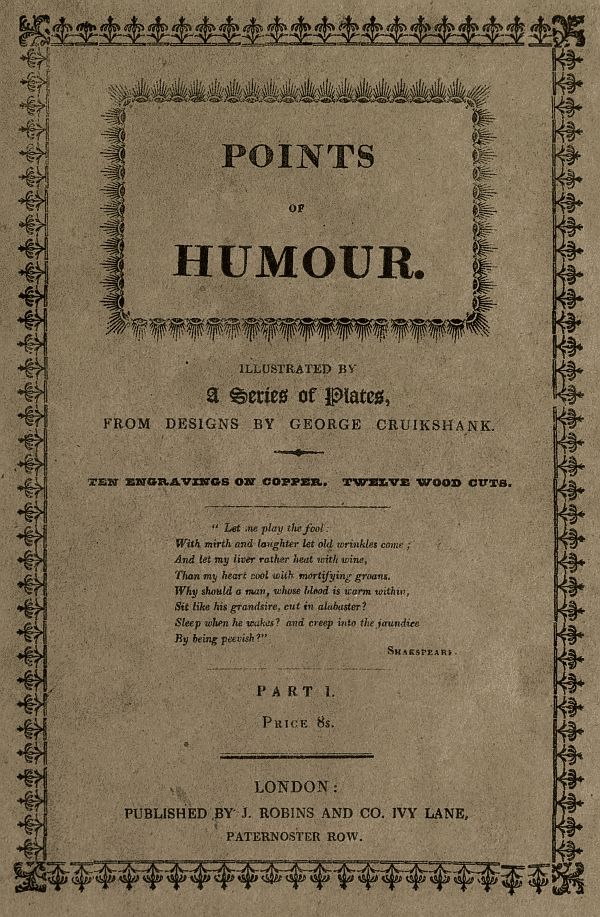 POINTS
OF
HUMOUR.
ILLUSTRATED BY
A Series of Plates,
FROM DESIGNS BY GEORGE CRUIKSHANK.
TEN ENGRAVINGS ON COPPER. TWELVE WOOD CUTS.
“ Let me play the fool:
With mirth and laughter let old wrinkles come;
And let my liver rather heat with wine,
Than my heart cool with mortifying groans.
Why should a man, whose blood is warm within,
Sit like his grandsire, cut in alabaster?
Sleep when he wakes? and creep into the jaundice
By being peevish?”
SHAKSPEARE.
PART I.
PRICE 8s.
LONDON:
PUBLISHED BY J. ROBINS AND CO. IVY LANE,
PATERNOSTER ROW.